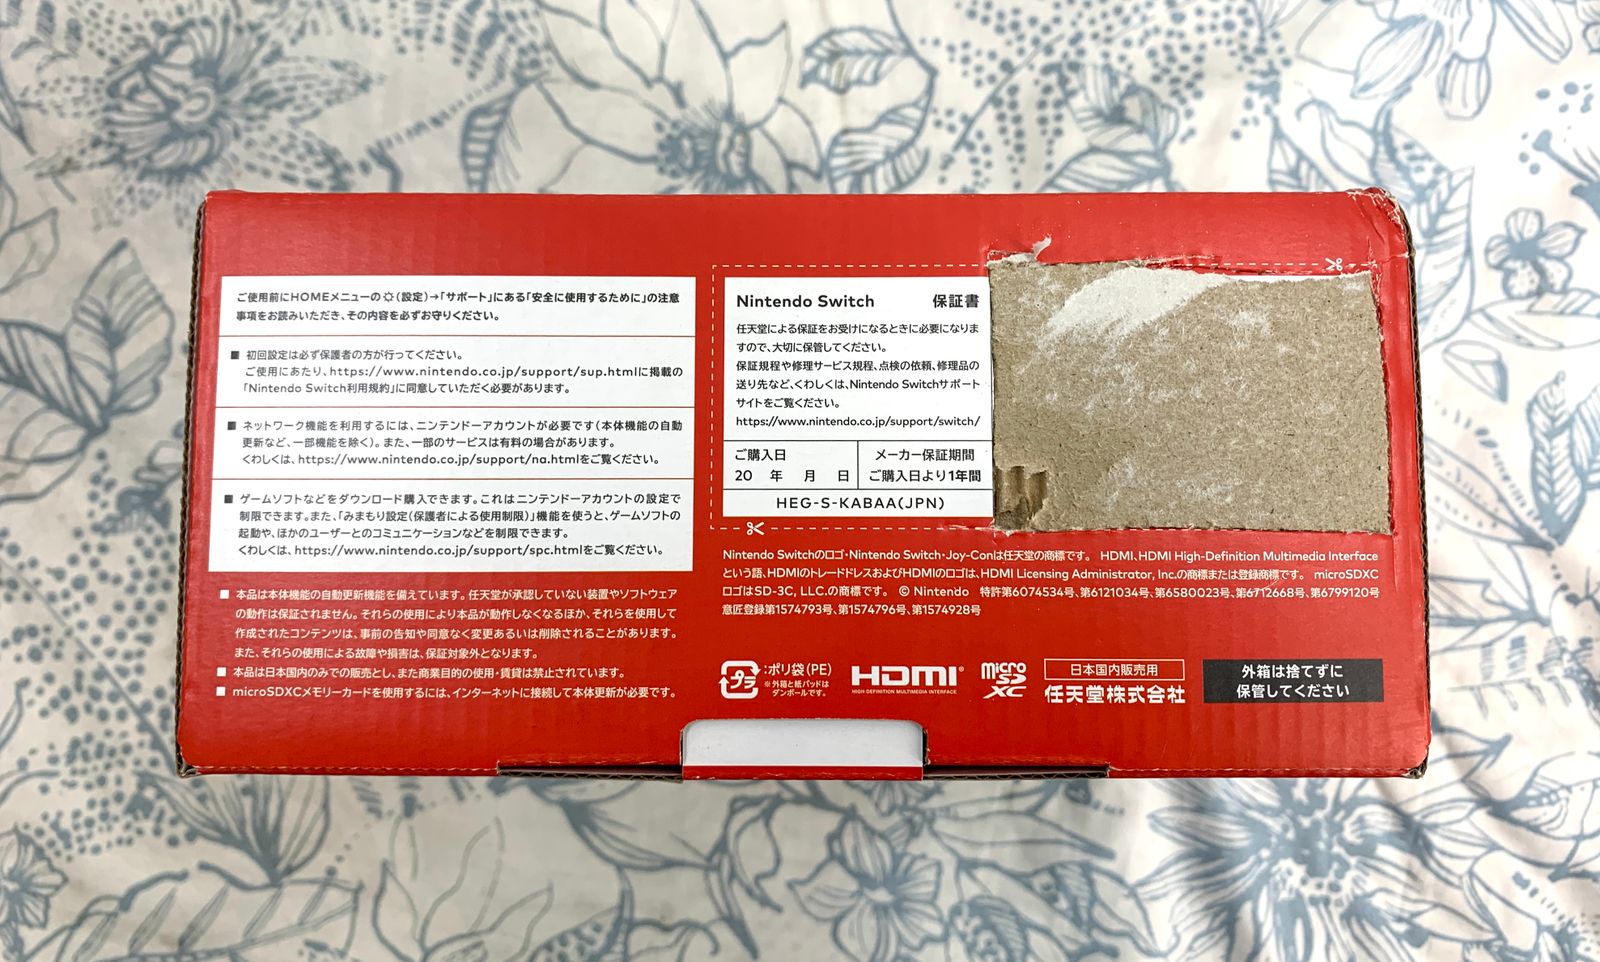 ご使用前にHOMEメニューの(設定)→「サポート」にある「安全に使用するために」の注意
事項をお読みいただき、その内容を必ずお守りください。
■ 初回設定は必ず保護者の方が行ってください。
ご使用にあたり、https://www.nintendo.co.jp/support/sup.htmlに掲載の
「Nintendo Switch利用規約」に同意していただく必要があります。
■ ネットワーク機能を利用するには、ニンテンドーアカウントが必要です(本体機能の自動
更新など、一部機能を除く)。また、一部のサービスは有料の場合があります。
くわしくは、https://www.nintendo.co.jp/support/na.htmlをご覧ください。
■ ゲームソフトなどをダウンロード購入できます。これはニンテンドーアカウントの設定で
制限できます。また、「みまもり設定(保護者による使用制限)」機能を使うと、ゲームソフトの
起動や、ほかのユーザーとのコミュニケーションなどを制限できます。
くわしくは、https://www.nintendo.co.jp/support/spc.htmlをご覧ください。
■ 本品は本体機能の自動更新機能を備えています。任天堂が承認していない装置やソフトウェア
の動作は保証されません。それらの使用により本品が動作しなくなるほか、それらを使用して
作成されたコンテンツは、事前の告知や同意なく変更あるいは削除されることがあります。
また、それらの使用による故障や損害は、保証対象外となります。
■ 本品は日本国内のみでの販売とし、また商業目的の使用・賃貸は禁止されています。
■ microSDXCメモリーカードを使用するには、インターネットに接続して本体更新が必要です。
Nintendo Switch 保証書
任天堂による保証をお受けになるときに必要になりま
すので、大切に保管してください。
保証規程や修理サービス規程、点検の依頼、修理品の
送り先など、くわしくは、Nintendo Switchサポート
サイトをご覧ください。
https://www.nintendo.co.jp/support/switch/
ご購入日 メーカー保証期間
20 年 月 日 ご購入日より1年間
HEG-S-KABAA(JPN)
Nintendo Switchのロゴ・Nintendo Switch・Joy-Conは任天堂の商標です。 HDMI、HDMI High-Definition Multimedia Interface
という語、HDMIのトレードドレスおよびHDMIのロゴは、HDMI Licensing Administrator, Inc.の商標または登録商標です。 microSDXC
ロゴはSD-3C, LLC.の商標です。 © Nintendo 特許第6074534号、第6121034号、第6580023号、第6712668号、第6799120号
意匠登録第1574793号、第1574796号、第1574928号
プラ :ポリ袋(PE)
※外箱と紙パッドは
ダンボールです。
HDMI®
HIGH DEFINITION MULTIMEDIA INTERFACE
micro
SD
XC
日本国内販売用
任天堂株式会社
外箱は捨てずに
保管してください